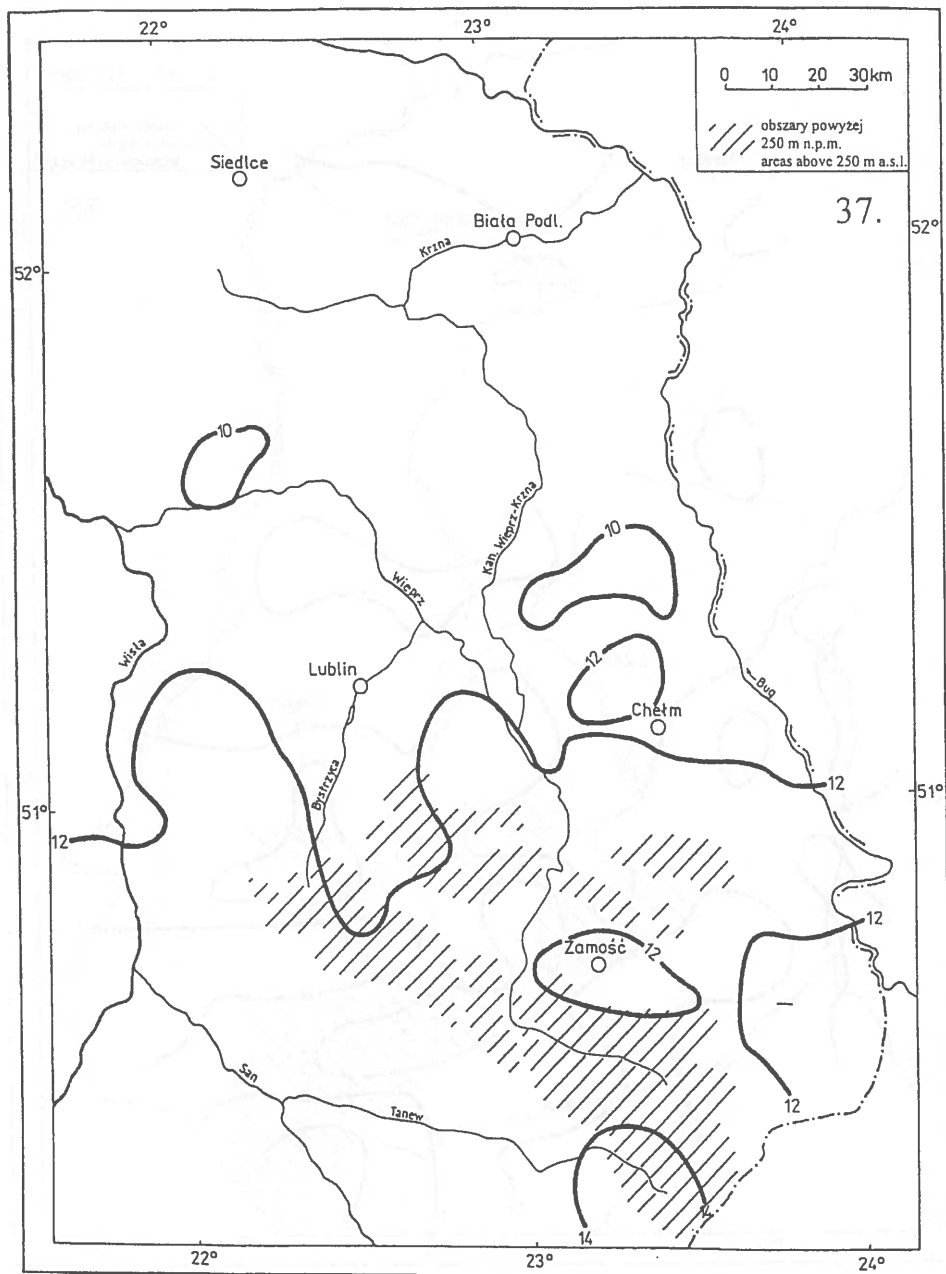 22°
23°
24°
0 10 20 30km
obszary powyżej
250 m n.p.m.
areas above 250 m a.s.l.
37.
Siedlce
Biała Podl.
Krzna
52°
52°
10
10
Kan. Wieprz-Krzna
Wieprz
Wisła
Lublin
12
Chełm
Bug
Bystrzyca
51°
51°
12
12
12
Zamość
12
San
Tanew
12
14
14
22°
23°
24°